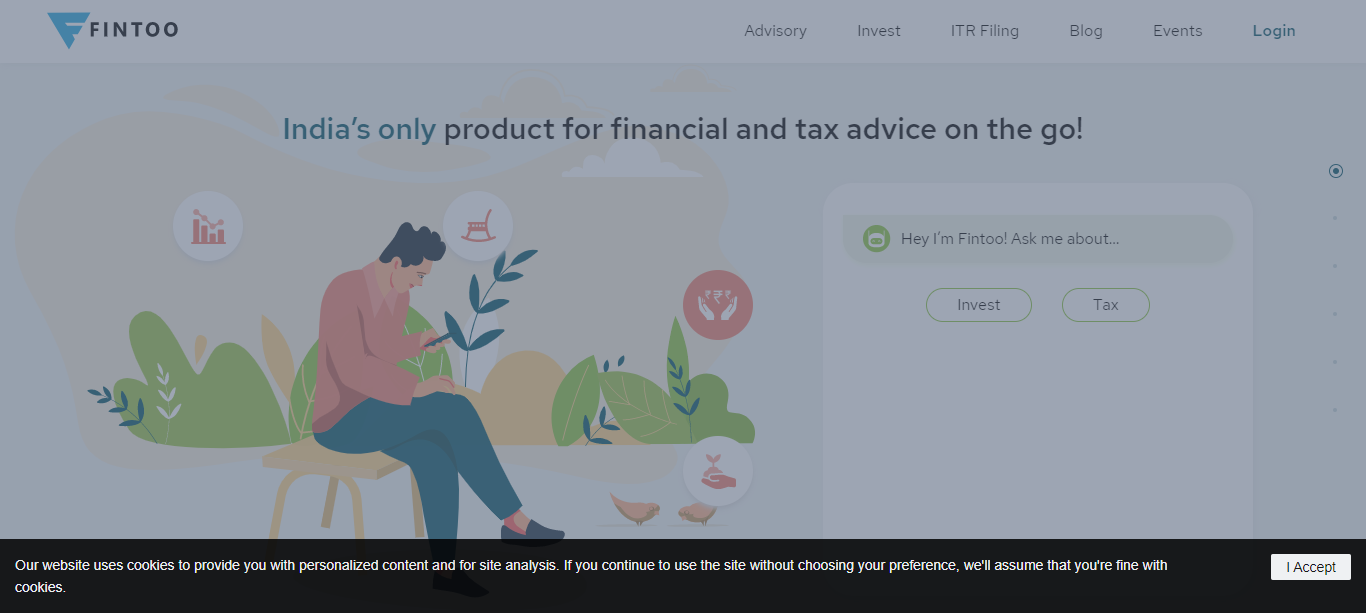 FINTOO
Advisory
Invest
ITR Filing
Blog
Events
Login
India's only product for financial and tax advice on the go!
Hey I'm Fintoo! Ask me about...
Invest
Tax
Our website uses cookies to provide you with personalized content and for site analysis. If you continue to use the site without choosing your preference, we'll assume that you're fine with
cookies.
I Accept